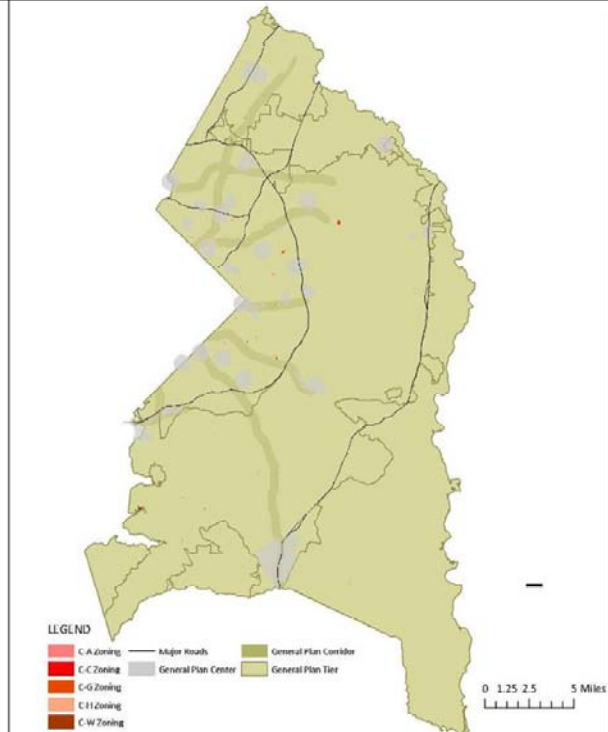 LEGEND
C-A Zoning
C-C Zoning
C-G Zoning
C-H Zoning
C-W Zoning
Major Roads
General Plan Center
General Plan Corridor
General Plan Tier
0 1.25 2.5 5 Miles